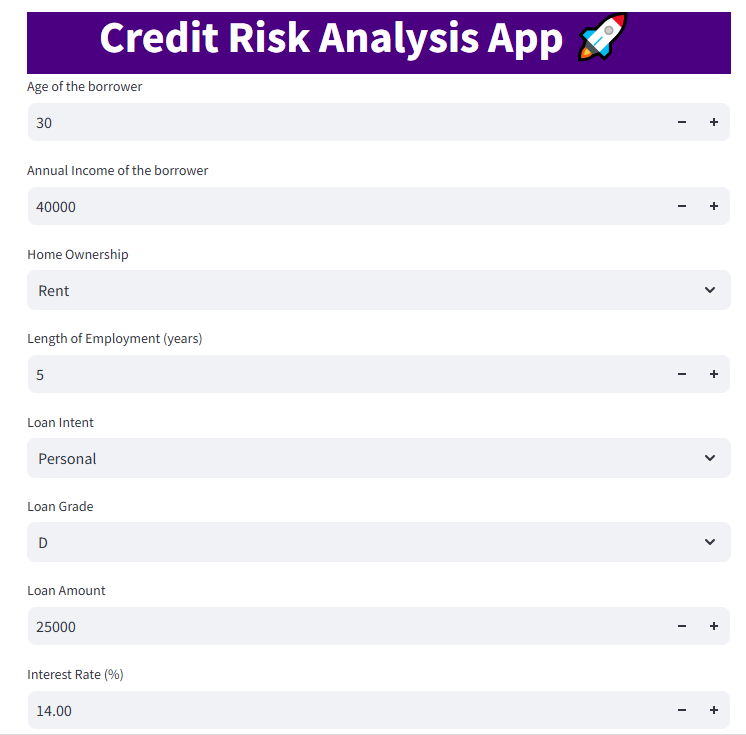 Credit Risk Analysis App 🚀
Age of the borrower
30
Annual Income of the borrower
40000
Home Ownership
Rent
Length of Employment (years)
5
Loan Intent
Personal
Loan Grade
D
Loan Amount
25000
Interest Rate (%)
14.00